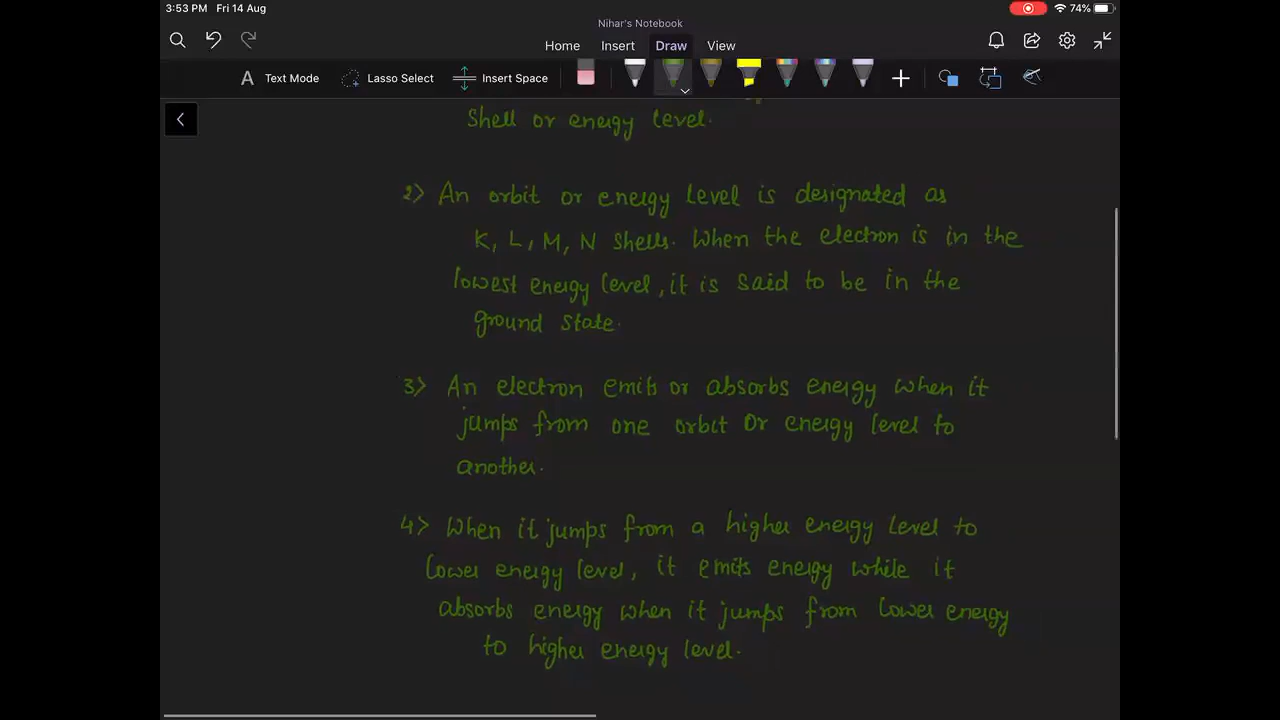 3:53 PM Fri 14 Aug
74%
Nihar's Notebook
Home Insert Draw View
A Text Mode Lasso Select Insert Space
Shell or energy level.
2> An orbit or energy level is designated as
K, L, M, N shells. When the electron is in the
lowest energy level, it is said to be in the
ground state.
3> An electron emits or absorbs energy when it
jumps from one orbit or energy level to
another.
4> When it jumps from a higher energy level to
lower energy level, it emits energy while it
absorbs energy when it jumps from lower energy
to higher energy level.